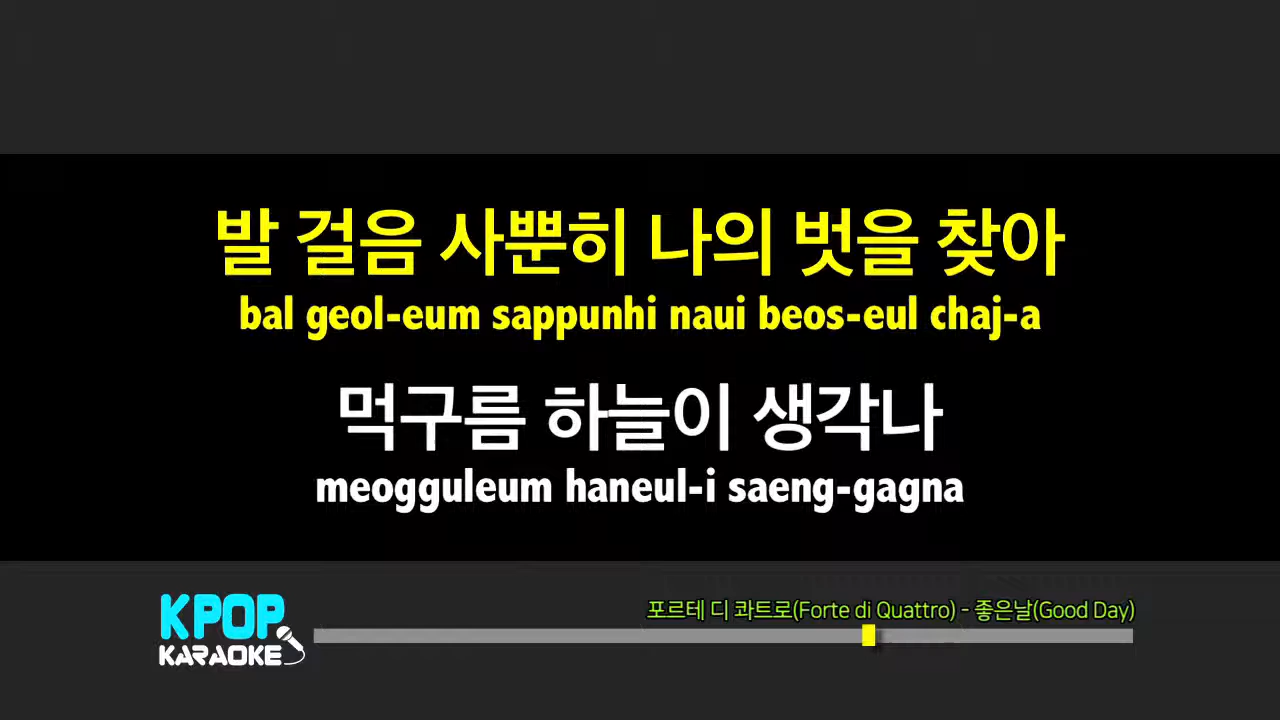 발 걸음 사뿐히 나의 벗을 찾아
bal geol-eum sappunhi naui beos-eul chaj-a
먹구름 하늘이 생각나
meogguleum haneul-i saeng-gagna
포르테 디 콰트로(Forte di Quattro) - 좋은날(Good Day)
KPOP
KARAOKE